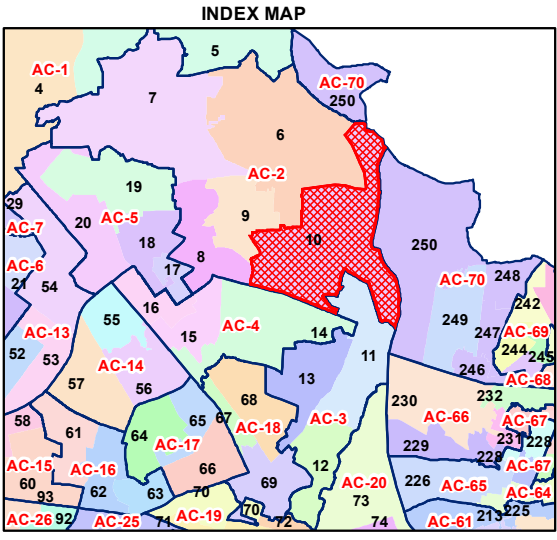 INDEX MAP
5
AC-1
AC-70
4
7
250
6
19
AC-2
29
20
AC-5
9
AC-7
18
10
250
8
AC-6
17
AC-70
248
21
54
16
242
55
AC-4
249
247
AC-69
AC-13
15
14
244
245
52
53
11
AC-14
246
AC-68
57
56
13
232
68
230
58
65
67
AC-3
AC-66
AC-67
61
64
AC-17
AC-18
231
228
229
228
AC-15
AC-16
66
12
AC-67
60
69
AC-20
226
AC-65
93
62
63
70
73
AC-64
70
225
AC-26
92
AC-25
71
AC-19
72
74
AC-61
213